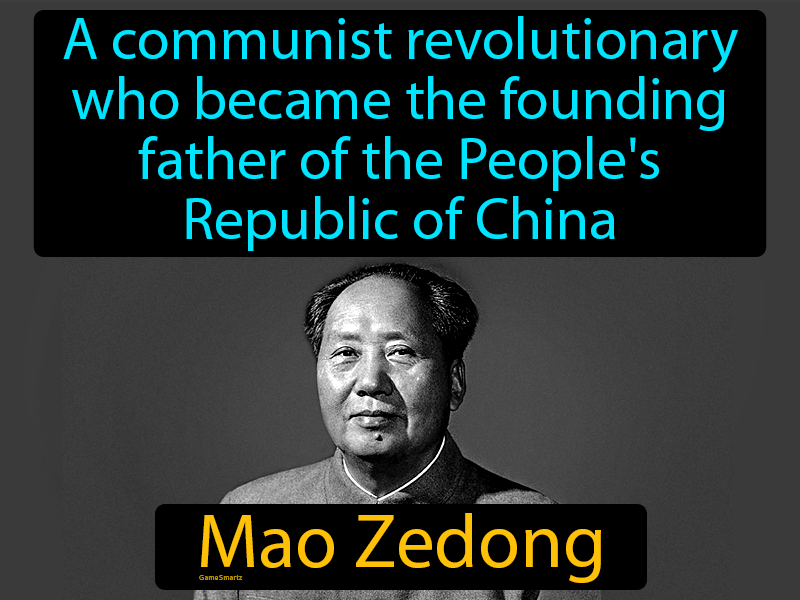 A communist revolutionary
who became the founding
father of the People's
Republic of China
Mao Zedong
GameSmartz